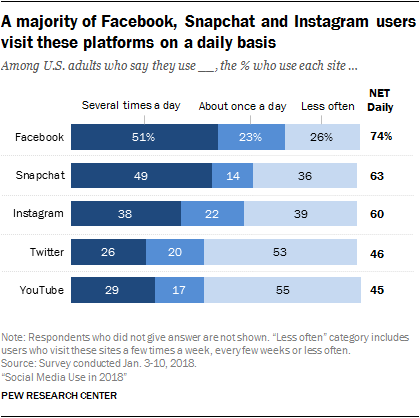 A majority of Facebook, Snapchat and Instagram users
visit these platforms on a daily basis
Among U.S. adults who say they use __, the % who use each site ...
NET
Daily
Several times a day About once a day Less often
Facebook 51% 23% 26% 74%
Snapchat 49 14 36 63
Instagram 38 22 39 60
Twitter 26 20 53 46
YouTube 29 17 55 45
Note: Respondents who did not give answer are not shown. “Less often” category includes
users who visit these sites a few times a week, every few weeks or less often.
Source: Survey conducted Jan. 3-10, 2018.
“Social Media Use in 2018”
PEW RESEARCH CENTER